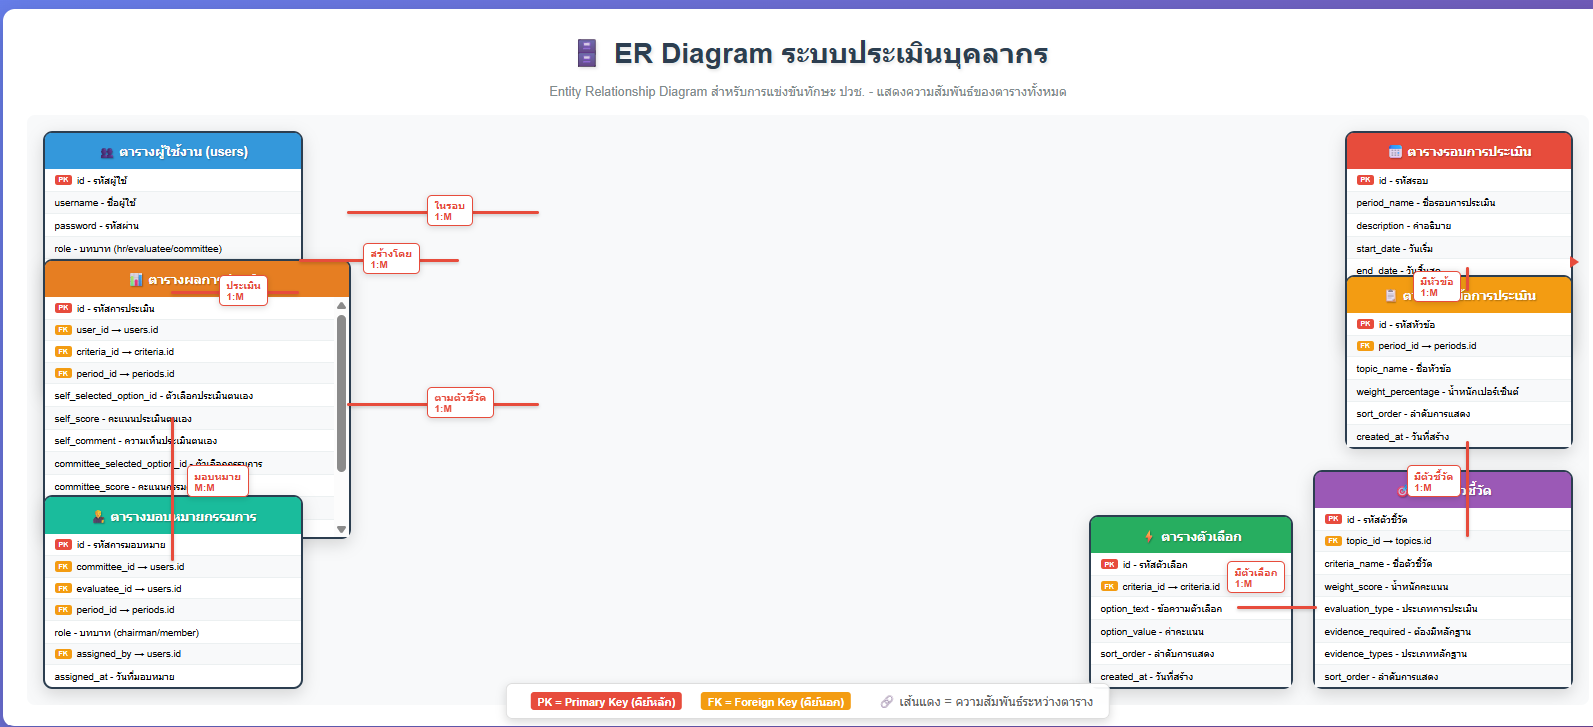 ER Diagram ระบบประเมินบุคลากร
Entity Relationship Diagram สำหรับการแข่งขันทักษะ ปวช. - แสดงความสัมพันธ์ของตารางทั้งหมด
ตารางผู้ใช้งาน (users)
PK id - รหัสผู้ใช้
username - ชื่อผู้ใช้
password - รหัสผ่าน
role - บทบาท (hr/evaluatee/committee)
ตารางผลการ
PK id - รหัสการประเมิน
FK user_id → users.id
FK criteria_id → criteria.id
FK period_id → periods.id
self_selected_option_id - ตัวเลือกประเมินตนเอง
self_score - คะแนนประเมินตนเอง
self_comment - ความเห็นประเมินตนเอง
committee_selected_option_id - ตัวเลือกกรรมการ
committee_score - คะแนนกรรม
ตารางมอบหมายกรรมการ
PK id - รหัสการมอบหมาย
FK committee_id → users.id
FK evaluatee_id → users.id
FK period_id → periods.id
role - บทบาท (chairman/member)
FK assigned_by → users.id
assigned_at - วันที่มอบหมาย
ในรอบ
1:M
สร้างโดย
1:M
ประเมิน
1:M
ตามตัวชี้วัด
1:M
มอบหมาย
M:M
ตารางรอบการประเมิน
PK id - รหัสรอบ
period_name - ชื่อรอบการประเมิน
description - คำอธิบาย
start_date - วันเริ่ม
end_date - วันสิ้นสุด
มีหัวข้อ
1:M
ข้อการประเมิน
PK id - รหัสหัวข้อ
FK period_id → periods.id
topic_name - ชื่อหัวข้อ
weight_percentage - น้ำหนักเปอร์เซ็นต์
sort_order - ลำดับการแสดง
created_at - วันที่สร้าง
มีตัวชี้วัด
1:M
วชี้วัด
PK id - รหัสตัวชี้วัด
FK topic_id → topics.id
criteria_name - ชื่อตัวชี้วัด
weight_score - น้ำหนักคะแนน
evaluation_type - ประเภทการประเมิน
evidence_required - ต้องมีหลักฐาน
evidence_types - ประเภทหลักฐาน
sort_order - ลำดับการแสดง
ตารางตัวเลือก
PK id - รหัสตัวเลือก
FK criteria_id → criteria.id
option_text - ข้อความตัวเลือก
option_value - ค่าคะแนน
sort_order - ลำดับการแสดง
created_at - วันที่สร้าง
มีตัวเลือก
1:M
PK = Primary Key (คีย์หลัก)
FK = Foreign Key (คีย์นอก)
เส้นแดง = ความสัมพันธ์ระหว่างตาราง